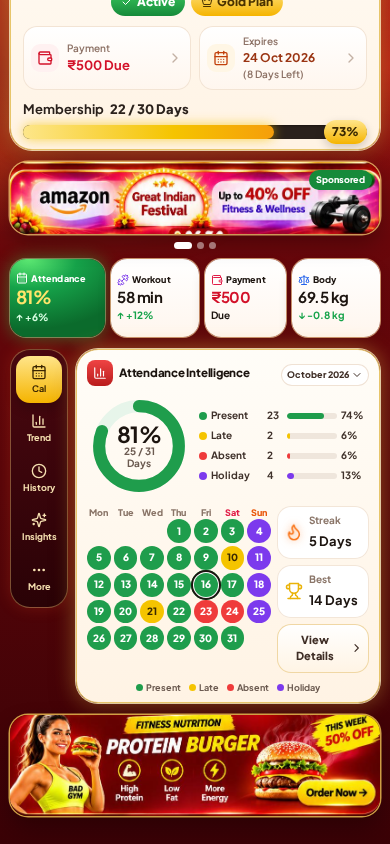 Active
Gold Plan
Payment
₹500 Due
Expires
24 Oct 2026
(8 Days Left)
Membership 22 / 30 Days
73%
amazon
Great Indian
Festival
Up to 40% OFF
Fitness & Wellness
Sponsored
Attendance
81%
↑ +6%
Workout
58 min
↑ +12%
Payment
₹500
Due
Body
69.5 kg
↓ -0.8 kg
Cal
Trend
History
Insights
More
Attendance Intelligence
October 2026
81%
25 / 31
Days
Present 23 74%
Late 2 6%
Absent 2 6%
Holiday 4 13%
Mon Tue Wed Thu Fri Sat Sun
1 2 3 4
5 6 7 8 9 10 11
12 13 14 15 16 17 18
19 20 21 22 23 24 25
26 27 28 29 30 31
Streak
5 Days
Best
14 Days
View
Details
Present Late Absent Holiday
BAD
GYM
FITNESS NUTRITION
PROTEIN BURGER
High
Protein
Low
Fat
More
Energy
THIS WEEK
50% OFF
Order Now →